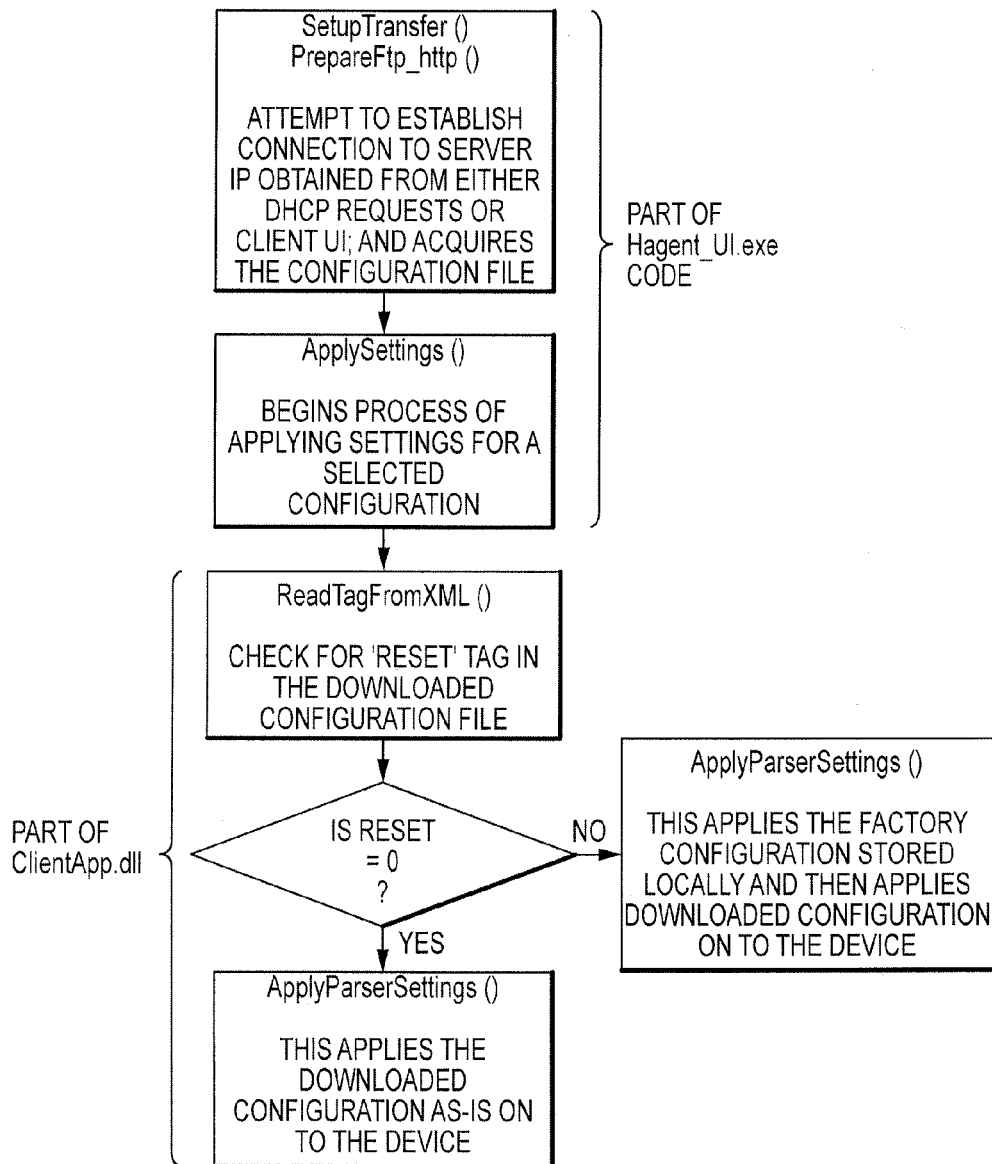 SetupTransfer ()
PrepareFtp_http ()
ATTEMPT TO ESTABLISH
CONNECTION TO SERVER
IP OBTAINED FROM EITHER
DHCP REQUESTS OR
CLIENT UI; AND ACQUIRES
THE CONFIGURATION FILE
PART OF
Hagent_UI.exe
CODE
ApplySettings ()
BEGINS PROCESS OF
APPLYING SETTINGS FOR A
SELECTED
CONFIGURATION
ReadTagFromXML ()
CHECK FOR 'RESET' TAG IN
THE DOWNLOADED
CONFIGURATION FILE
PART OF
ClientApp.dll
IS RESET
= 0
?
NO
ApplyParserSettings ()
THIS APPLIES THE FACTORY
CONFIGURATION STORED
LOCALLY AND THEN APPLIES
DOWNLOADED CONFIGURATION
ON TO THE DEVICE
YES
ApplyParserSettings ()
THIS APPLIES THE
DOWNLOADED
CONFIGURATION AS-IS ON
TO THE DEVICE